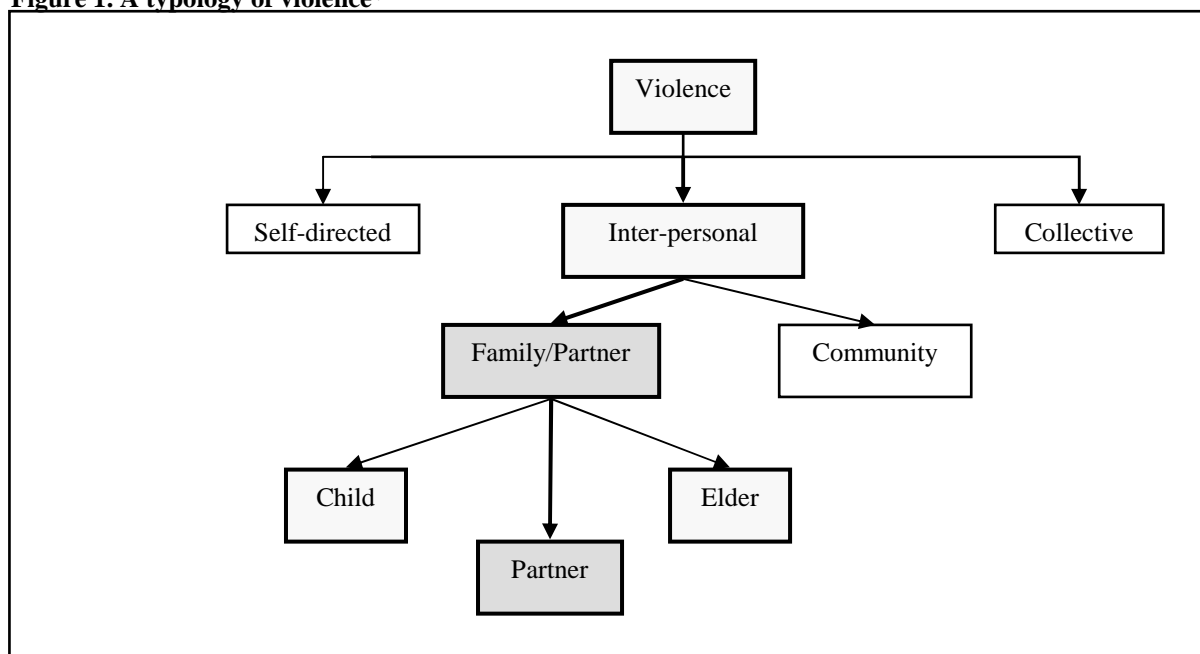 Figure 1. A typology of violence
Violence
Self-directed
Inter-personal
Collective
Family/Partner
Community
Child
Elder
Partner